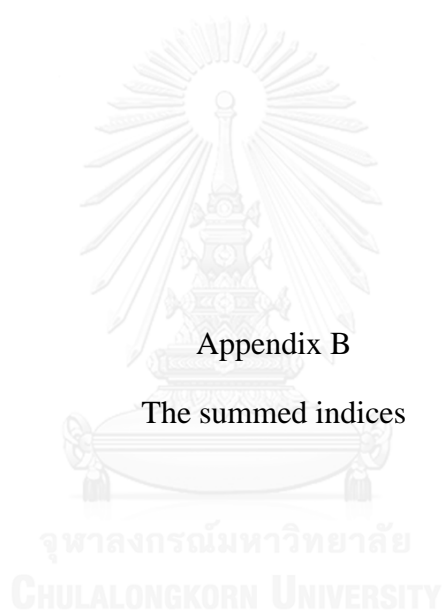 Appendix B
The summed indices
จุฬาลงกรณ์มหาวิทยาลัย
CHULALONGKORN UNIVERSITY